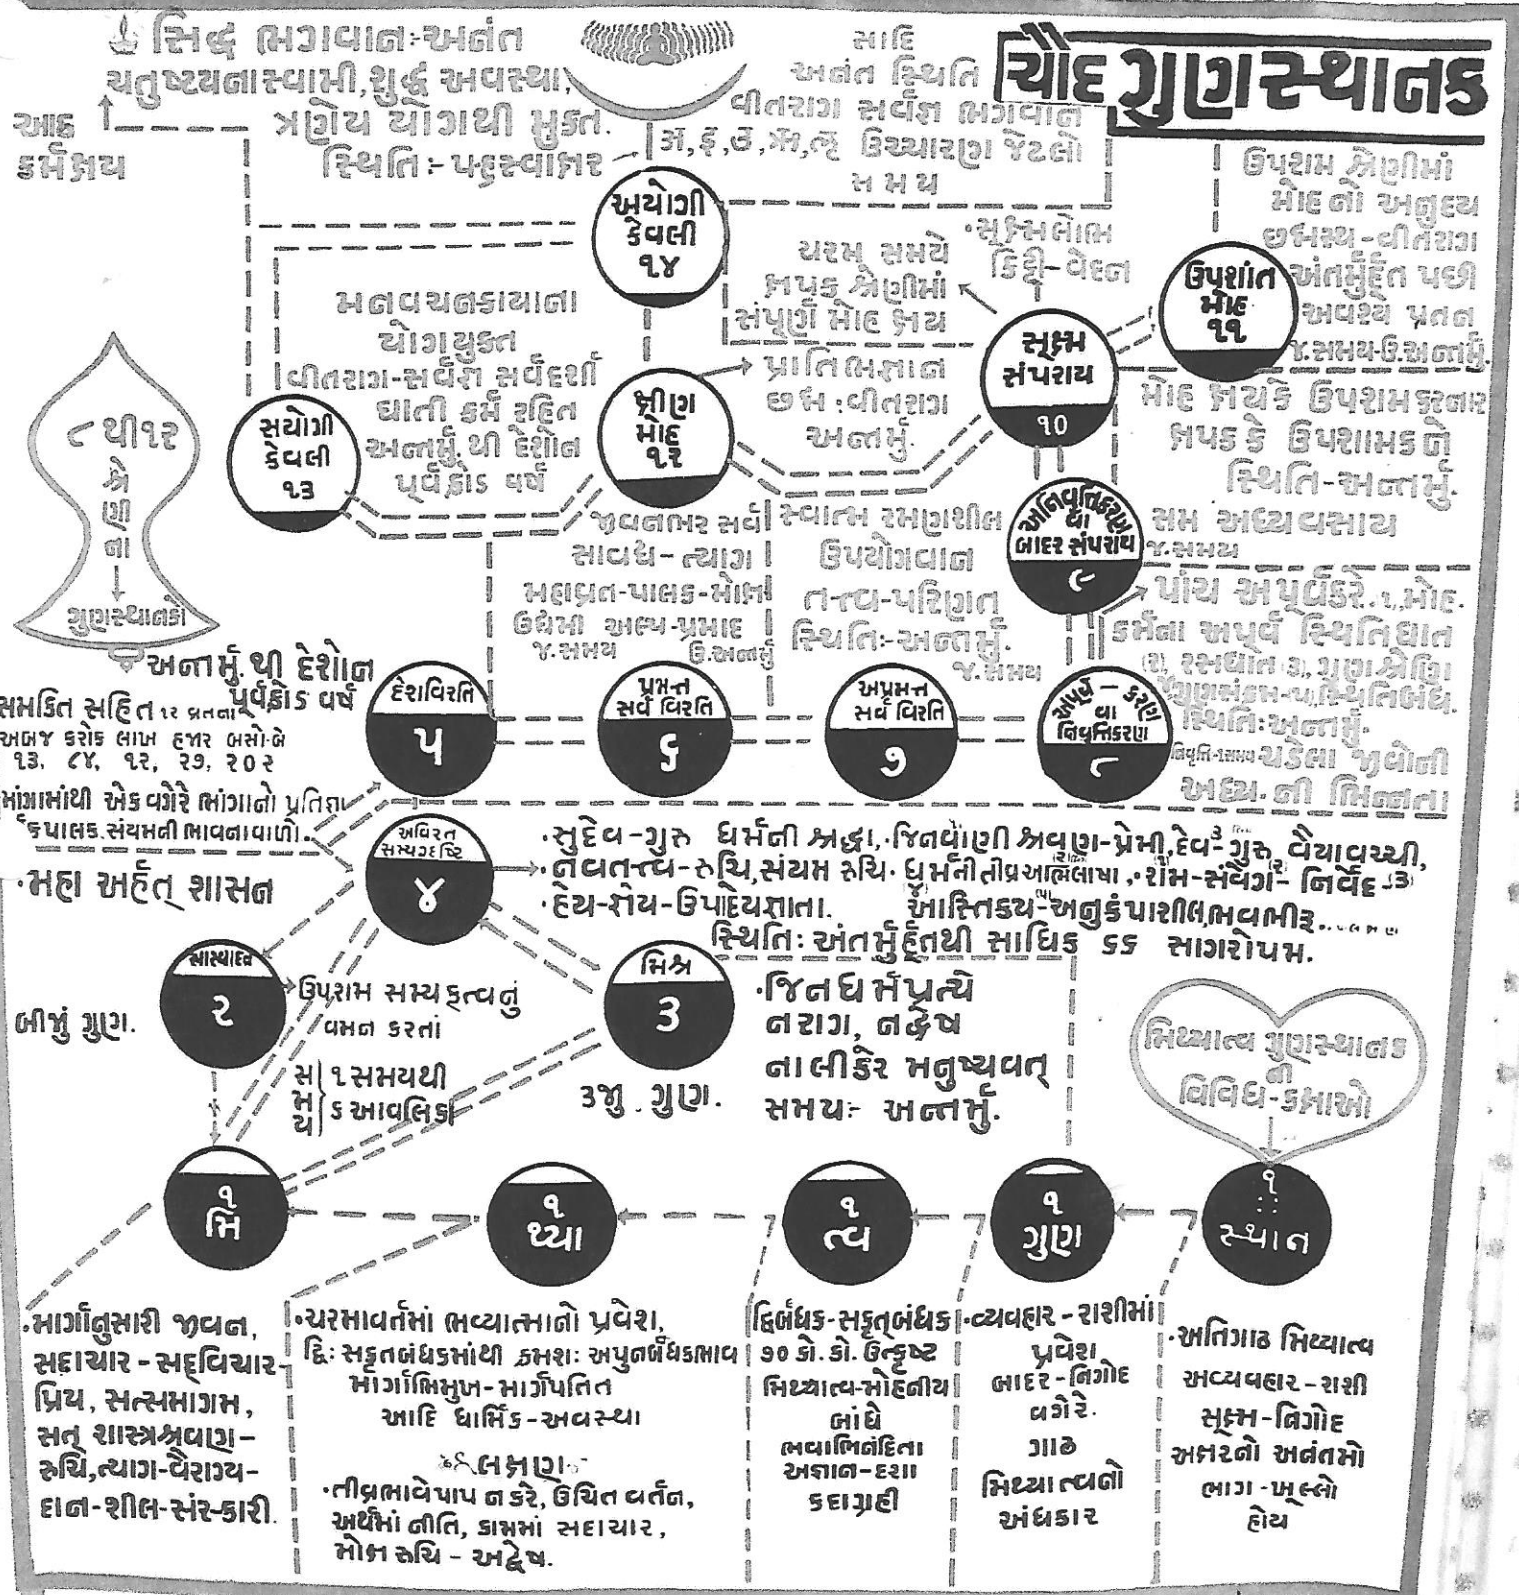 ચૌદ ગુણસ્થાનક
સિદ્ધ ભગવાન:-અનંત
ચતુષ્ટયના સ્વામી, શુદ્ધ અવસ્થા,
ત્રણેય યોગથી મુક્ત.
સ્થિતિ:- પહ્રસ્વાક્ષર
આઠ
કર્મક્ષય
સાદિ
અનંત સ્થિતિ
વીતરાગ સર્વજ્ઞ ભગવાન
અ, ઇ, ઉ, ઋ, લૃ ઉચ્ચારણ જેટલો
સમય
અયોગી
કેવલી
૧૪
ઉપશમ શ્રેણીમાં
મોહનો અનુદય
છદ્મસ્થ-વીતરાગ
અંતર્મુહૂર્ત પછી
અવશ્ય પતન
જ.સમય-ઉ.અન્તર્મુ.
ઉપશાંત
મોહ
૧૧
સૂક્ષ્મલોભ
કિટ્ટી-વેદન
ચરમ સમયે
ક્ષપક શ્રેણીમાં
સંપૂર્ણ મોહ ક્ષય
સૂક્ષ્મ
સંપરાય
૧૦
મોહ ક્ષયકે ઉપશમ કરનાર
ક્ષપક કે ઉપશામક ને
સ્થિતિ-અન્તર્મુ.
પ્રાતિભજ્ઞાન
છદ્મ:વીતરાગ
અન્તર્મુ.
ક્ષીણ
મોહ
૧૨
મનવચનકાયાના
યોગયુક્ત
વીતરાગ-સર્વજ્ઞ સર્વદર્શી
ઘાતી કર્મ રહિત
અન્તર્મુ. થી દેશોન
પૂર્વક્રોડ વર્ષ
સયોગી
કેવલી
૧૩
૮ થી ૧૨
શ્રે
ણી
ના
ગુણસ્થાનકો
અનિવૃત્તિકરણ
વા
બાદર સંપરાય
૯
સમ અધ્યવસાય
જ.સમય
પાંચ અપૂર્વકરે. ૧, મોહ.
કર્મના અપૂર્વ સ્થિતિઘાત
(૨) રસઘાત (૩), ગુણશ્રેણિ
ગુણસંક્રમ-૫, સ્થિતિબંધ.
સ્થિતિ:અન્તર્મુ.
નિવૃત્તિ-૧સમય-ચડેલા જીવોની
અધ્ય. ની ભિન્નતા
અપૂર્વ - કરણ
વા
નિવૃત્તિકરણ
૮
સ્વાત્મ રમણશીલ
ઉપયોગવાન
તત્ત્વ-પરિણત
સ્થિતિ:-અન્તર્મુ.
જ.સમય
અપ્રમત્ત
સર્વ વિરતિ
૭
જીવનભર સર્વ
સાવદ્ય-ત્યાગ
મહાવ્રત-પાલક-મોક્ષ
ઉદ્યમી અલ્પ-પ્રમાદ
જ.સમય ઉ.અન્તર્મુ
પ્રમત્ત
સર્વ વિરતિ
૬
દેશવિરતિ
૫
અન્તર્મુ. થી દેશોન
પૂર્વક્રોડ વર્ષ
સમકિત સહિત ૧૨ વ્રતના
અબજ કરોક લાખ હજાર બસો-બે
૧૩, ૮૪, ૧૨, ૨૭, ૨૦૨
માંગામાંથી એક વગેરે ભાંગાનો પ્રતિજ્ઞા
ક પાલક. સંયમની ભાવનાવાળો..
·મહા અર્હત્ શાસન
અવિરત
સમ્યગ્દ્રષ્ટિ
૪
·સુદેવ-ગુરુ ધર્મની શ્રદ્ધા, ·જિનવાણી શ્રવણ-પ્રેમી, દેવ-ગુરુ વૈયાવચ્ચી,
·નવતત્ત્વ-રુચિ, સંયમ રુચિ· ધર્મની તીવ્ર અભિલાષા, ·શમ-સંવેગ-નિર્વેદ
·હેય-જ્ઞેય-ઉપાદેયજ્ઞાતા. આસ્તિક્ય-અનુકંપાશીલ, ભવભીરૂ..
સ્થિતિ: અંતર્મુર્હૂતથી સાધિક ૬૬ સાગરોપમ.
સાસ્વાદન
૨
બીજું ગુણ.
ઉપશમ સમ્યક્ત્વનું
વમન કરતાં
સમય
૧ સમયથી
૬ આવલિકા
મિશ્ર
૩
૩જુ. ગુણ.
·જિનધર્મપ્રત્યે
નરાગ, નદ્વેષ
નાલીકેર મનુષ્યવત્
સમય:- અન્તર્મુ.
મિથ્યાત્વ ગુણસ્થાનક
ની
વિવિધ-કક્ષાઓ
૧
મિ
૧
થ્યા
૧
ત્વ
૧
ગુણ
૧
સ્થાન
·માર્ગાનુસારી જીવન,
સદાચાર-સદ્વિચાર-
પ્રિય, સત્સમાગમ,
સત્ શાસ્ત્રશ્રવણ-
રુચિ, ત્યાગ-વૈરાગ્ય-
દાન-શીલ-સંસ્કારી.
·ચરમાવર્તમાં ભવ્યાત્માનો પ્રવેશ,
દ્વિ: સકૃતબંધકમાંથી ક્રમશ: અપુનર્બંધકભાવ
માર્ગાભિમુખ-માર્ગપતિત
આદિ ધાર્મિક-અવસ્થા
લક્ષણ
·તીવ્રભાવે પાપ ન કરે, ઉચિત વર્તન,
અર્થમાં નીતિ, કામમાં સદાચાર,
મોક્ષ રુચિ - અદ્વેષ.
દ્વિર્બંધક-સકૃત્બંધક
૭૦ કો. કો. ઉત્કૃષ્ટ
મિથ્યાત્વ-મોહનીય
બાંધે
ભવાભિનંદિતા
અજ્ઞાન-દશા
કદાગ્રહી
·વ્યવહાર-રાશીમાં
પ્રવેશ
બાદર-નિગોદ
વગેરે.
ગાઢ
મિથ્યાત્વનો
અંધકાર
·અતિગાઢ મિથ્યાત્વ
અવ્યવહાર-રાશી
સૂક્ષ્મ-નિગોદ
અક્ષરનો અનંતમો
ભાગ-ખૂલ્લો
હોય